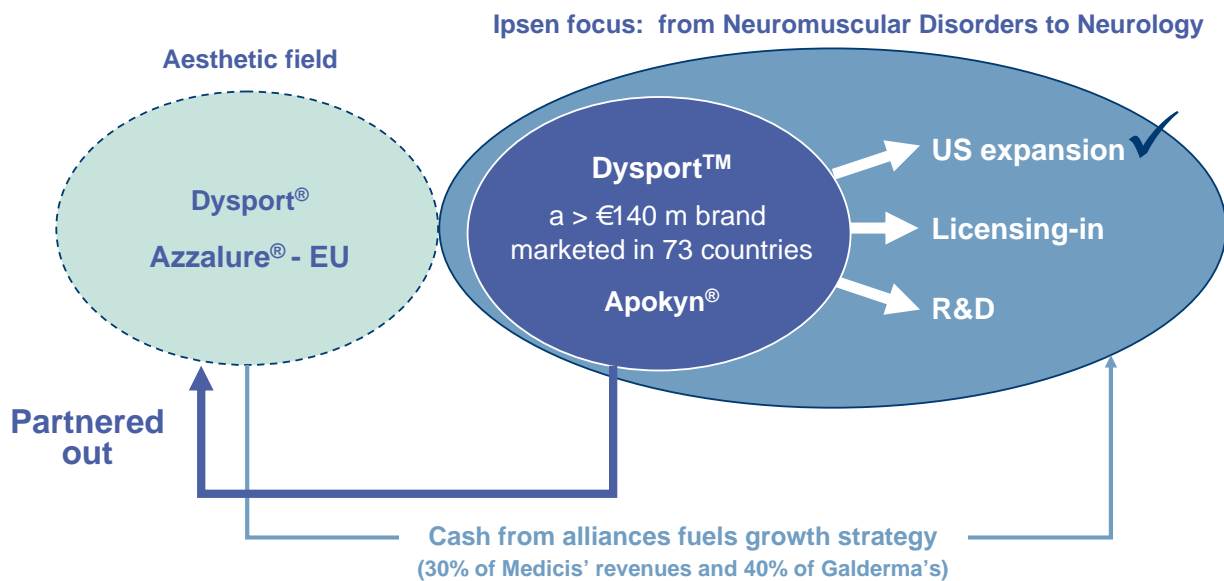 Ipsen focus: from Neuromuscular Disorders to Neurology
Aesthetic field
Dysport®
Azzalure® - EU
Dysport™
a > €140 m brand
marketed in 73 countries
Apokyn®
US expansion
Licensing-in
R&D
Partnered
out
Cash from alliances fuels growth strategy
(30% of Medicis' revenues and 40% of Galderma's)